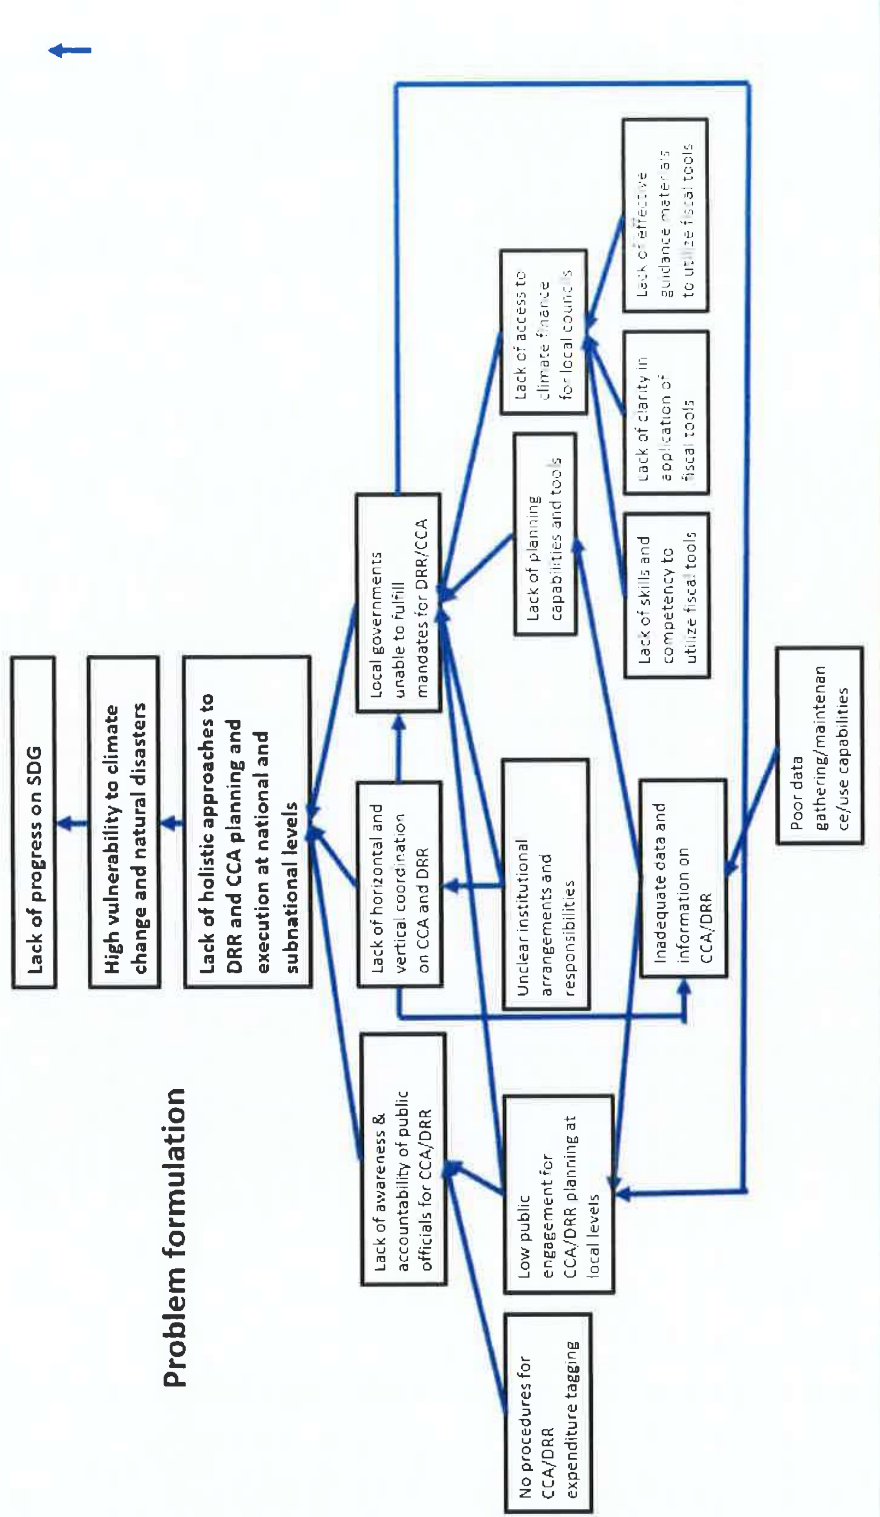 Problem formulation
Lack of progress on SDG
High vulnerability to climate
change and natural disasters
Lack of holistic approaches to
DRR and CCA planning and
execution at national and
subnational levels
Lack of awareness &
accountability of public
officials for CCA/DRR
Lack of horizontal and
vertical coordination
on CCA and DRR
Local governments
unable to fulfill
mandates for DRR/CCA
No procedures for
CCA/DRR
expenditure tagging
Low public
engagement for
CCA/DRR planning at
local levels
Unclear institutional
arrangements and
responsibilities
Lack of planning
capabilities and tools
Lack of access to
climate finance
for local councils
Inadequate data and
information on
CCA/DRR
Lack of skills and
competency to
utilize fiscal tools
Lack of clarity in
application of
fiscal tools
Lack of effective
guidance materials
to utilize fiscal tools
Poor data
gathering/maintenan
ce/use capabilities